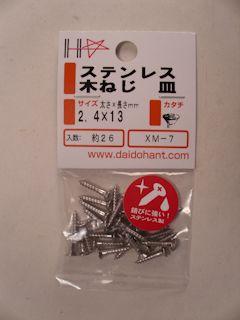 ステンレス
木ねじ 皿
サイズ 太さ×長さmm
カタチ
2.4×13
入数: 約26
XM-7
www.daidohant.com
錆びに強い!
ステンレス製